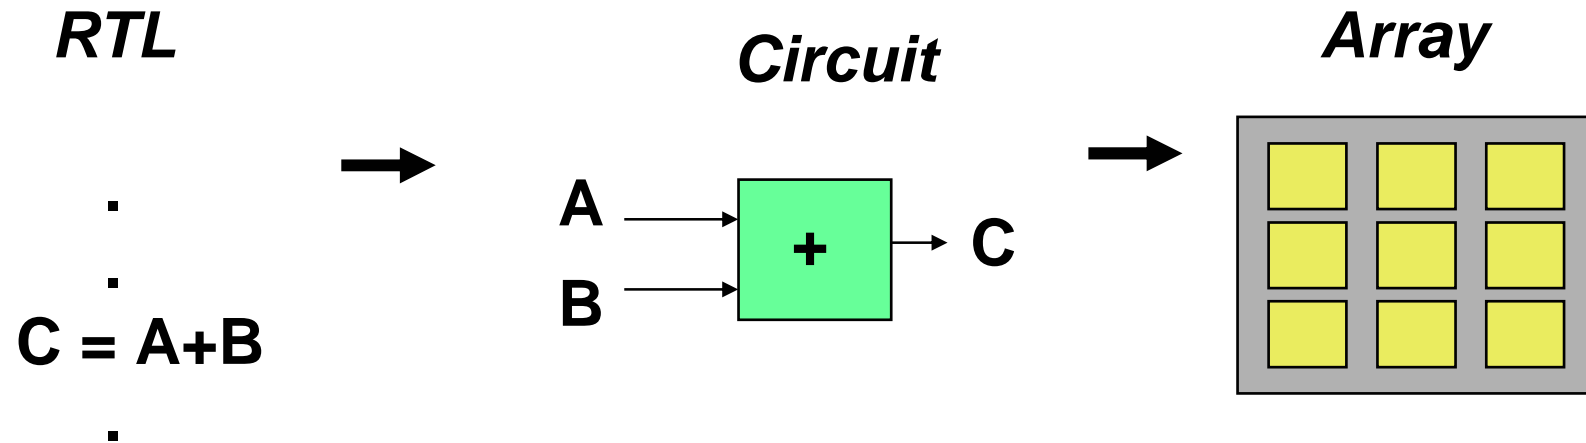 RTL
.
.
C = A+B
.
Circuit
A
B
+
C
Array